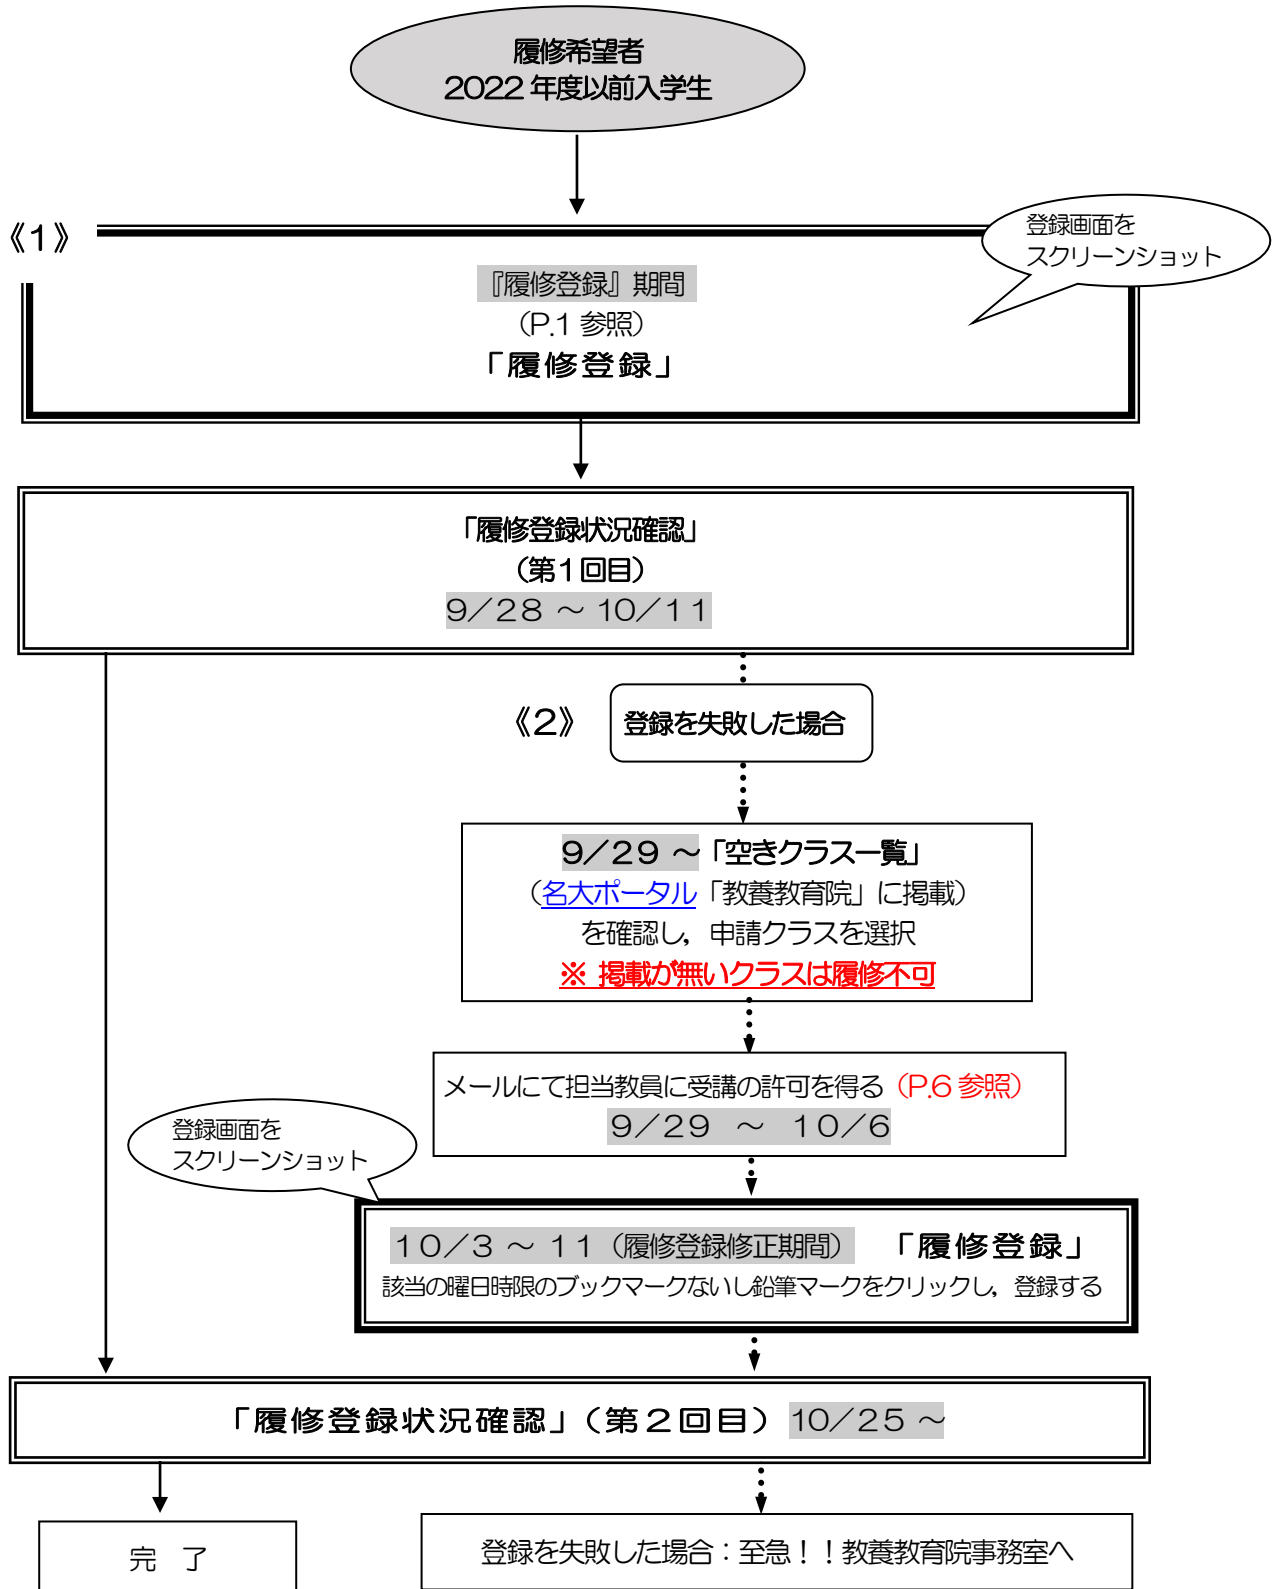 履修希望者
2022 年度以前入学生
《1》
登録画面を
スクリーンショット
『履修登録』期間
（P.1 参照）
「履修登録」
「履修登録状況確認」
（第1回目）
9／28 ～ 10／11
《2》
登録を失敗した場合
9／29 ～「空きクラス一覧」
（名大ポータル「教養教育院」に掲載）
を確認し，申請クラスを選択
※ 掲載が無いクラスは履修不可
メールにて担当教員に受講の許可を得る（P.6 参照）
9／29 ～ 10／6
登録画面を
スクリーンショット
10／3 ～ 11（履修登録修正期間） 「履修登録」
該当の曜日時限のブックマークないし鉛筆マークをクリックし，登録する
「履修登録状況確認」（第2回目） 10／25 ～
完 了
登録を失敗した場合：至急！！教養教育院事務室へ